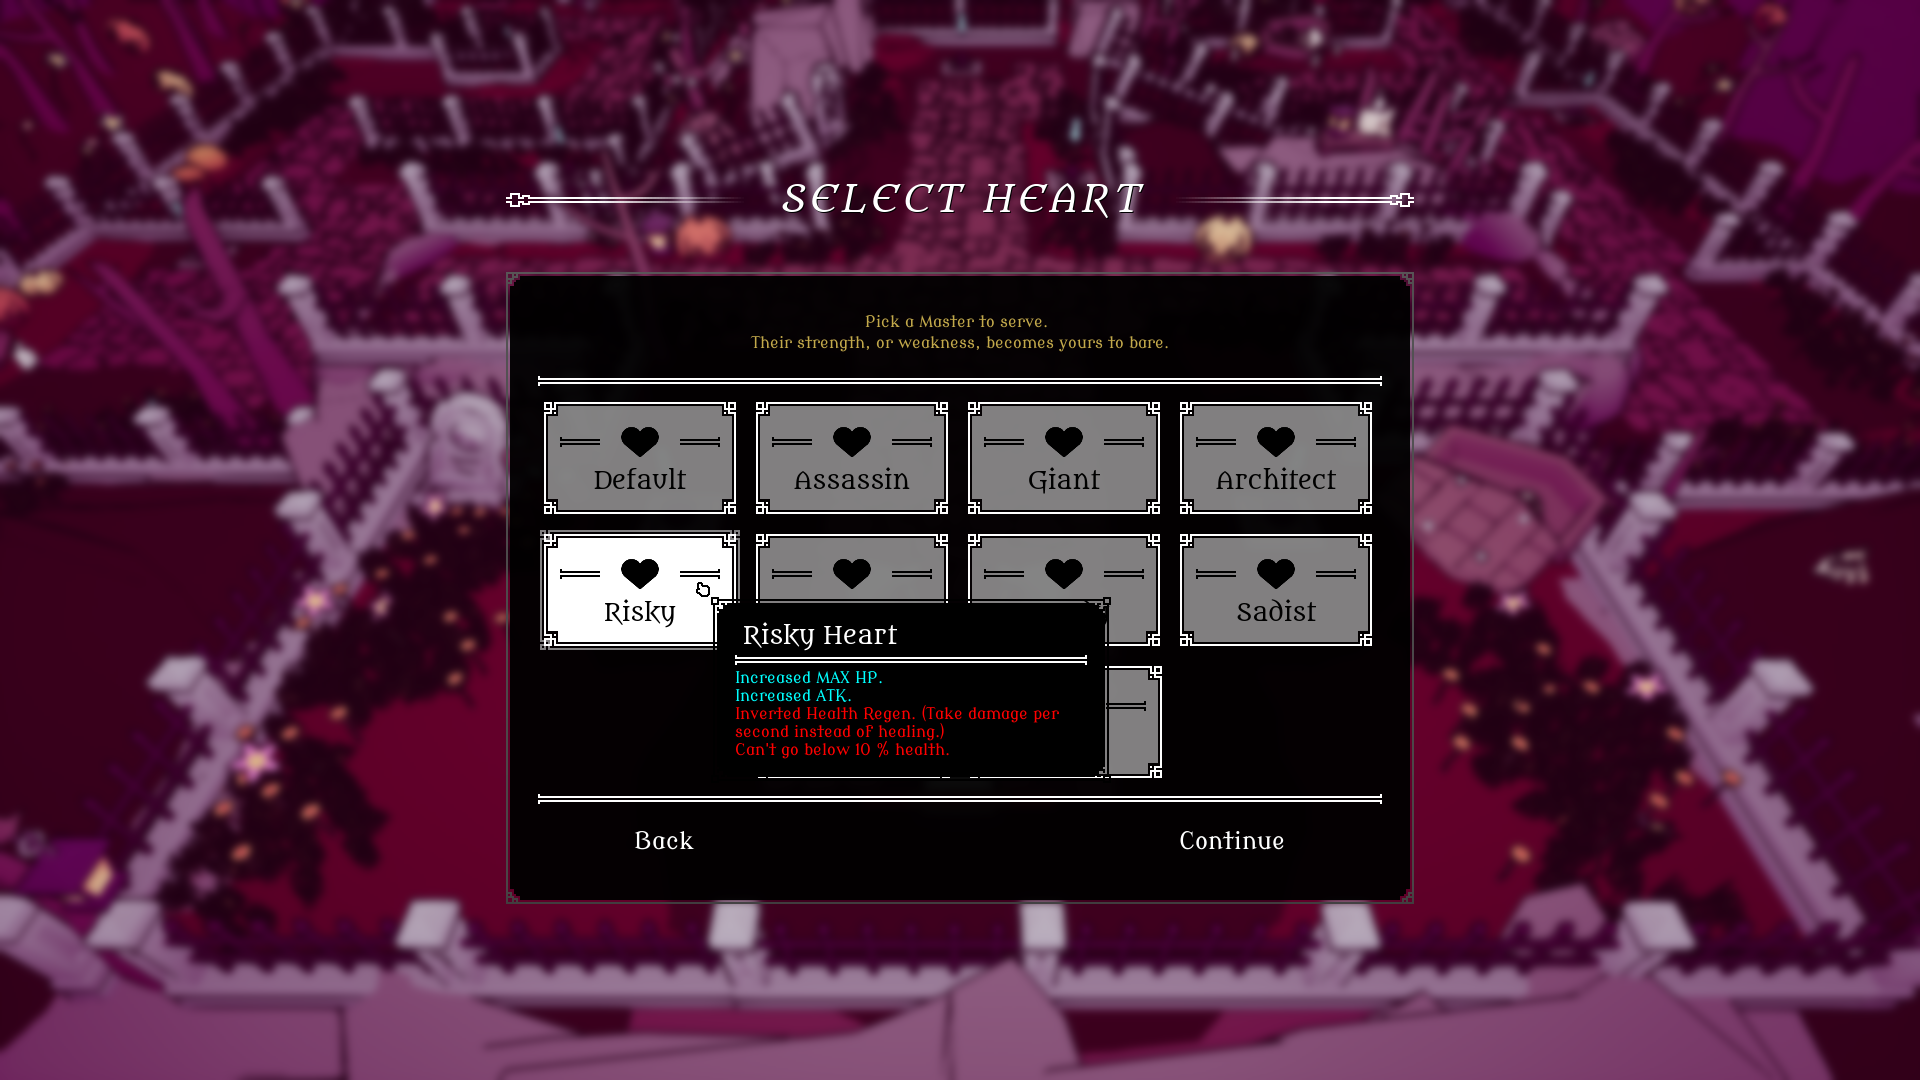 SELECT HEART
Pick a Master to serve.
Their strength, or weakness, becomes yours to bare.
Default
Assassin
Giant
Architect
Risky
Sadist
Risky Heart
Increased MAX HP.
Increased ATK.
Inverted Health Regen. (Take damage per
second instead of healing.)
Can't go below 10 % health.
Back
Continue